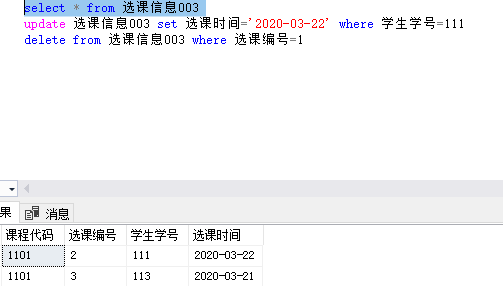 select * from 选课信息003
update 选课信息003 set 选课时间='2020-03-22' where 学生学号=111
delete from 选课信息003 where 选课编号=1
果 消息
课程代码 选课编号 学生学号 选课时间
1101 2 111 2020-03-22
1101 3 113 2020-03-21